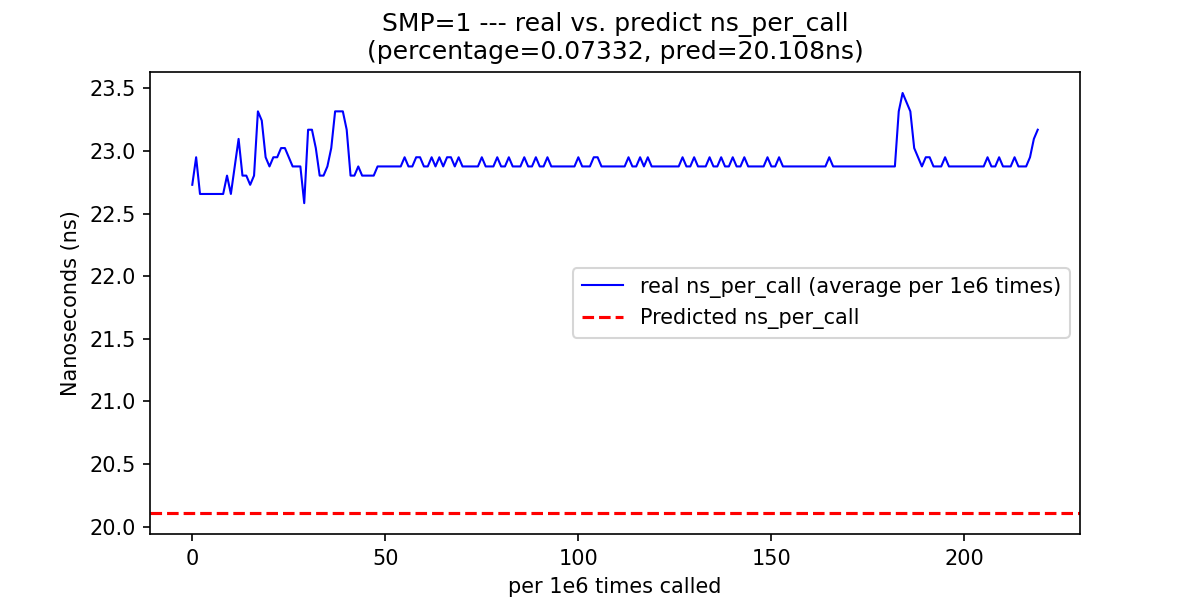 SMP=1 --- real vs. predict ns_per_call
(percentage=0.07332, pred=20.108ns)
Nanoseconds (ns)
23.5
23.0
22.5
22.0
21.5
21.0
20.5
20.0
real ns_per_call (average per 1e6 times)
Predicted ns_per_call
0 50 100 150 200
per 1e6 times called